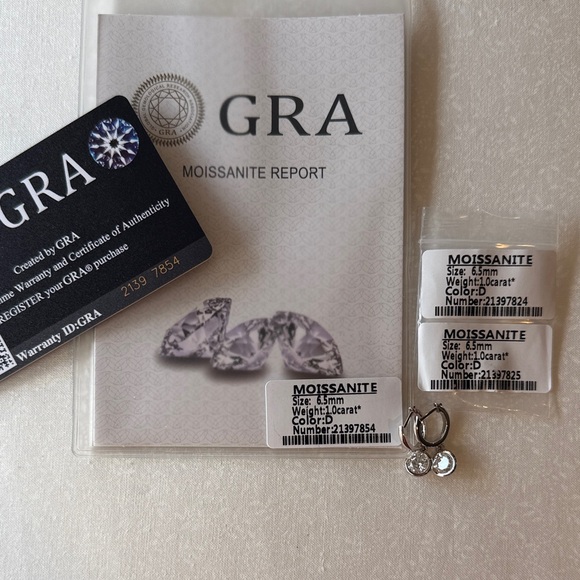 GRA
MOISSANITE REPORT
GRA
GRA
Created by GRA
me Warranty and Certificate of Authenticity
REGISTER your GRA® purchase
2139 7854
Warranty ID:GRA
MOISSANITE
Size: 6.5mm
Weight:1.0carat*
Color:D
Number:21397824
MOISSANITE
Size: 6.5mm
Weight:1.0carat*
Color:D
Number:21397825
MOISSANITE
Size: 6.5mm
Weight:1.0carat*
Color:D
Number:21397854